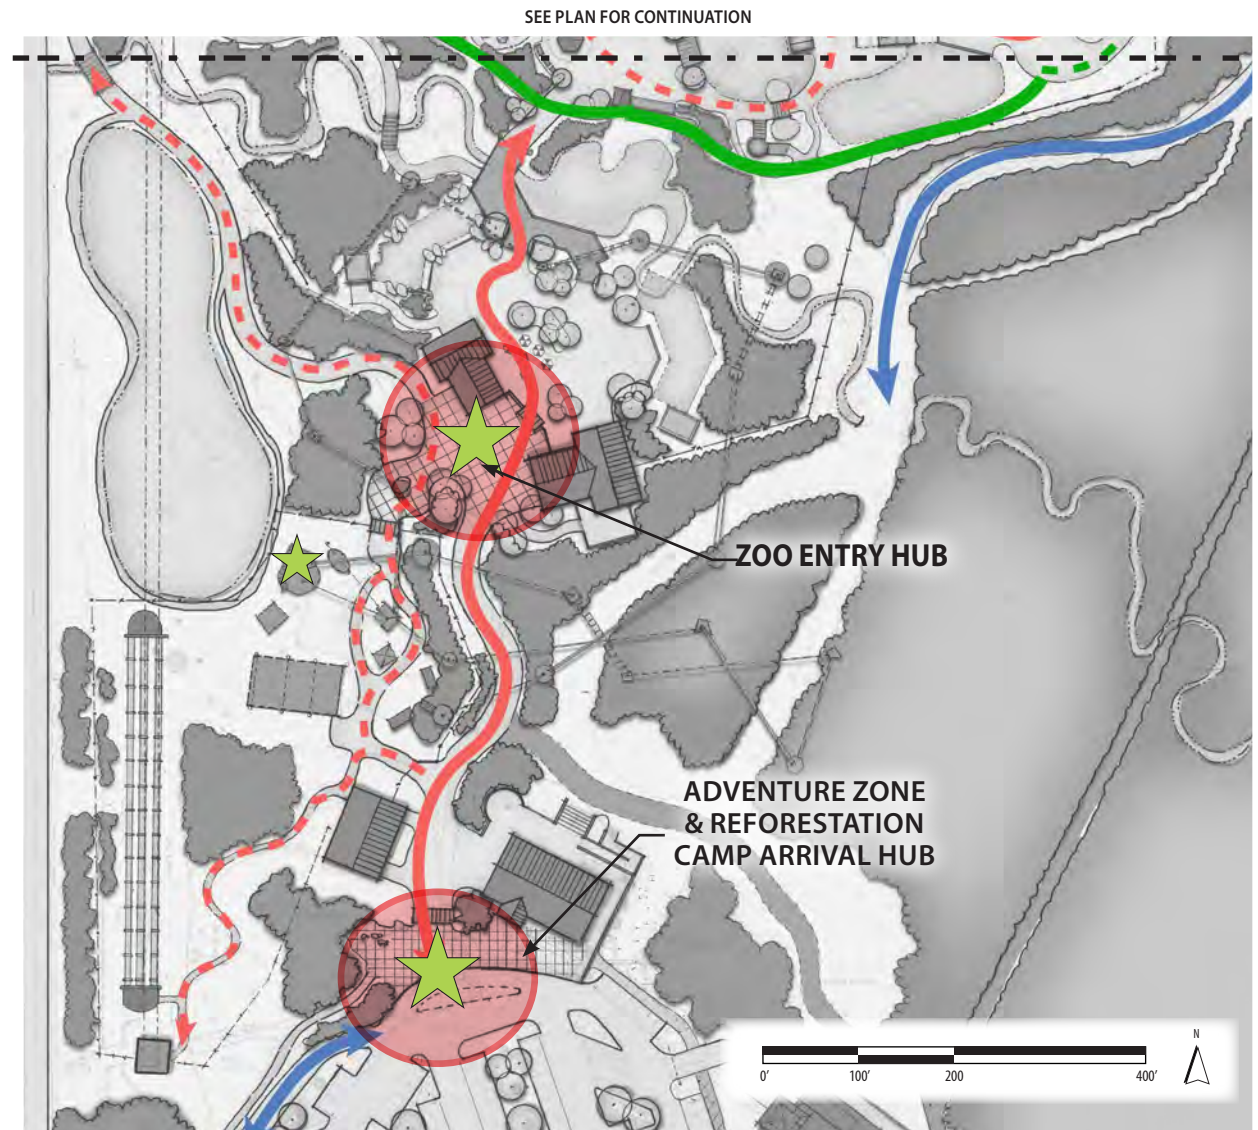 SEE PLAN FOR CONTINUATION
ZOO ENTRY HUB
ADVENTURE ZONE
& REFORESTATION
CAMP ARRIVAL HUB
N
0' 100' 200 400'